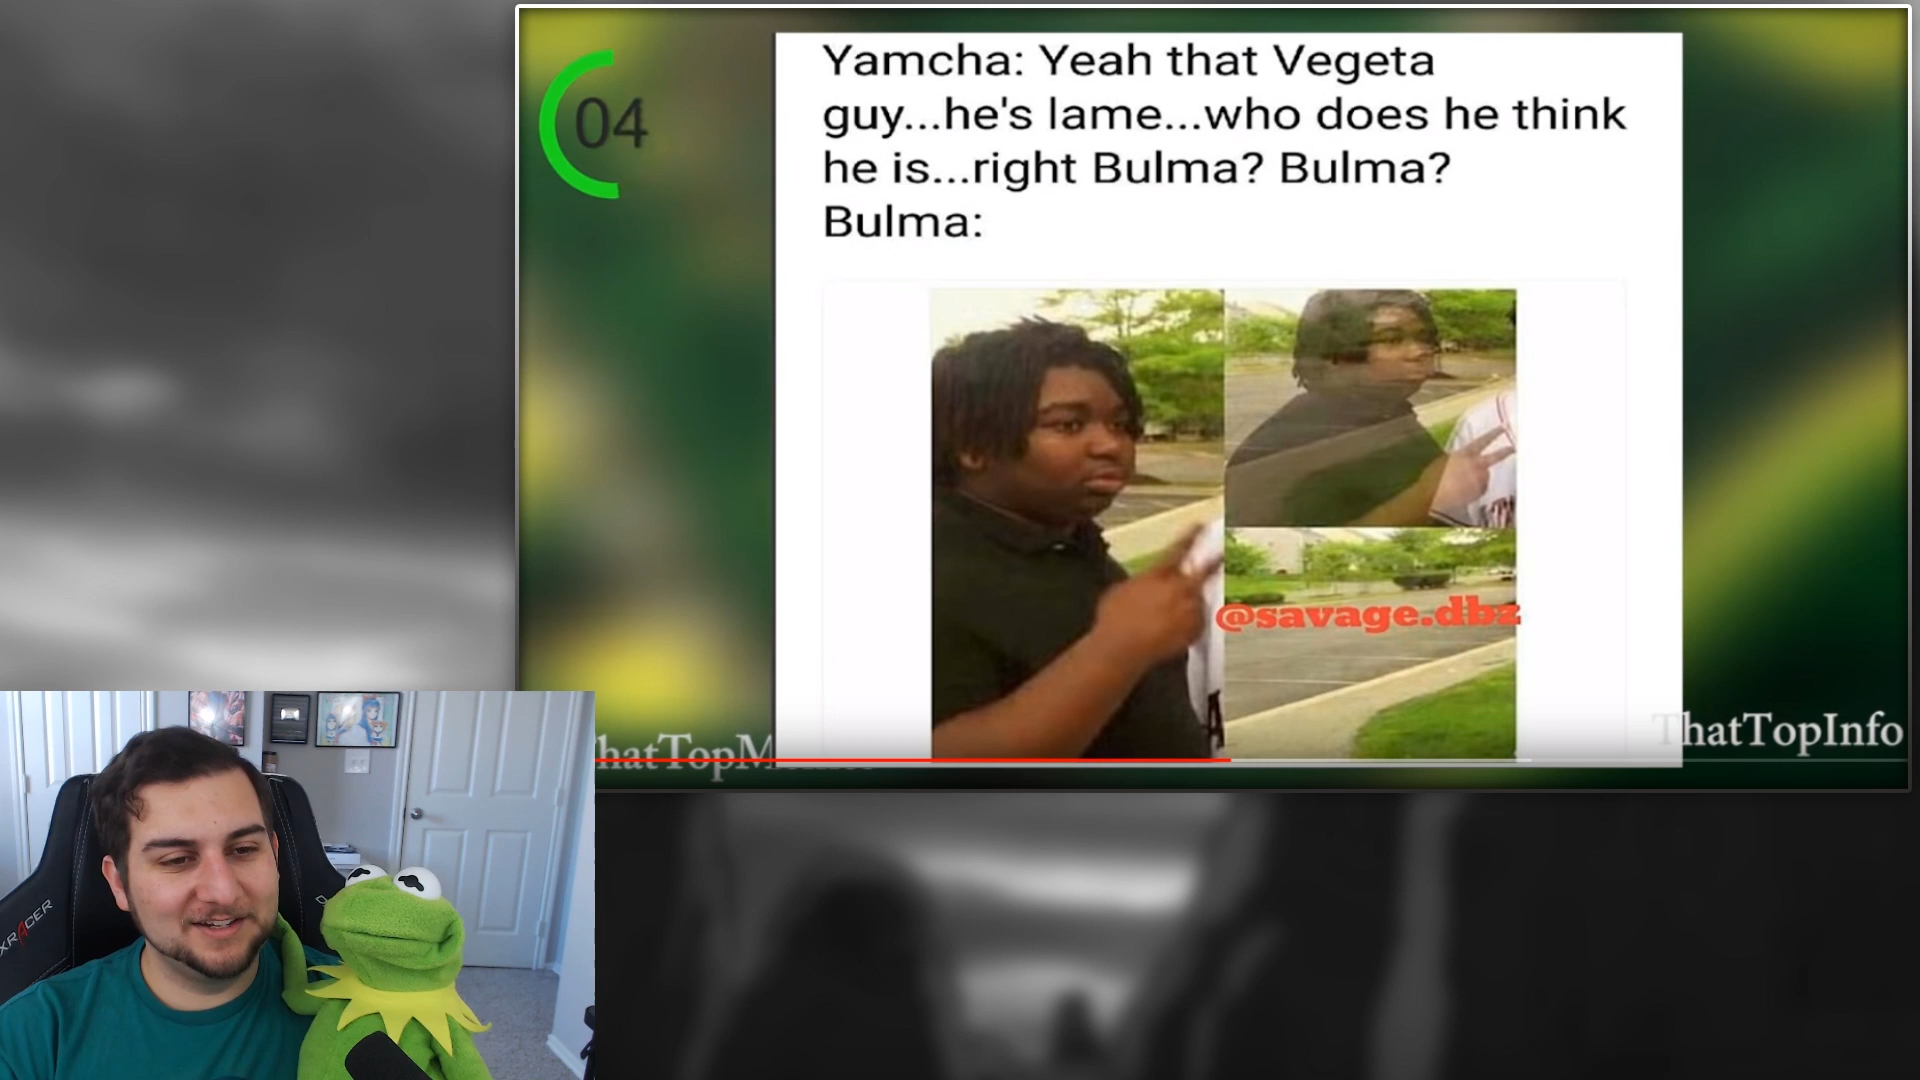 04
Yamcha: Yeah that Vegeta
guy...he's lame...who does he think
he is...right Bulma? Bulma?
Bulma:
@savage.dbz
ThatTopInfo
XRACER